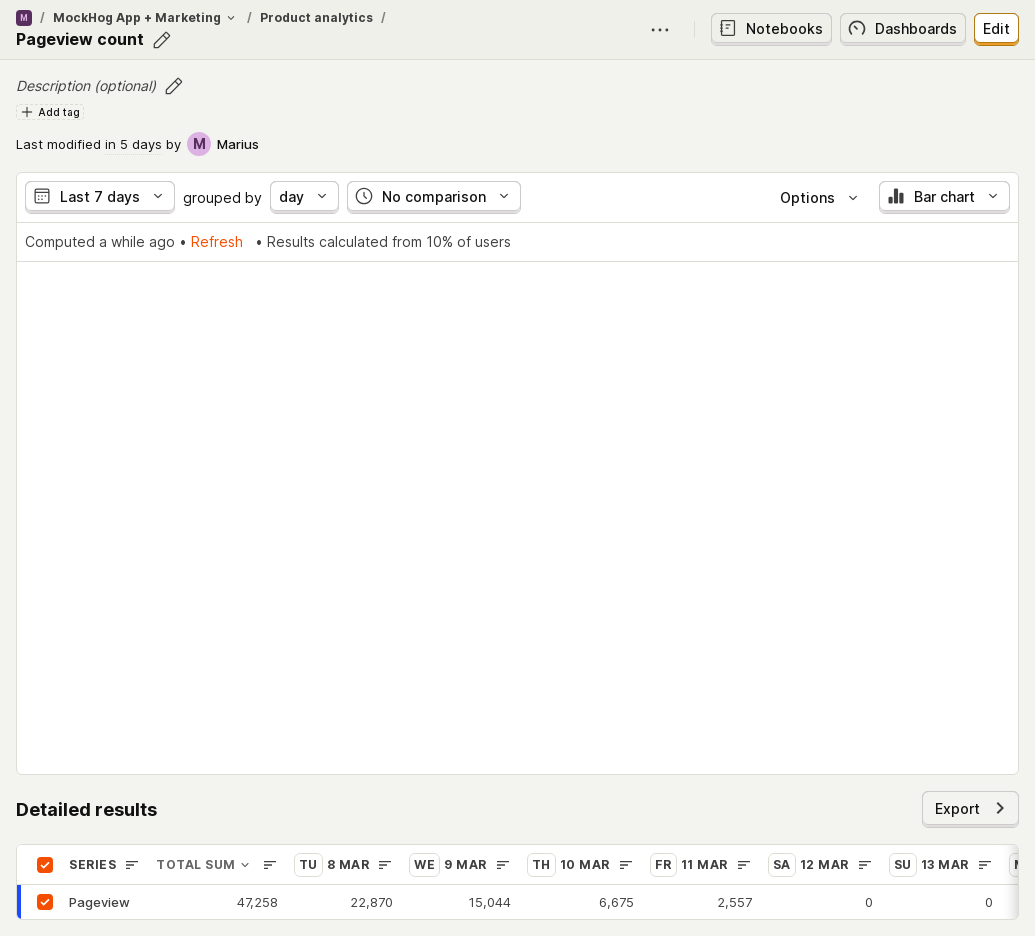 M / MockHog App + Marketing / Product analytics /
Pageview count
Notebooks Dashboards Edit
Description (optional)
Add tag
Last modified in 5 days by M Marius
Last 7 days grouped by day No comparison Options Bar chart
Computed a while ago • Refresh • Results calculated from 10% of users
Detailed results
Export
SERIES TOTAL SUM TU 8 MAR WE 9 MAR TH 10 MAR FR 11 MAR SA 12 MAR SU 13 MAR
Pageview 47,258 22,870 15,044 6,675 2,557 0 0